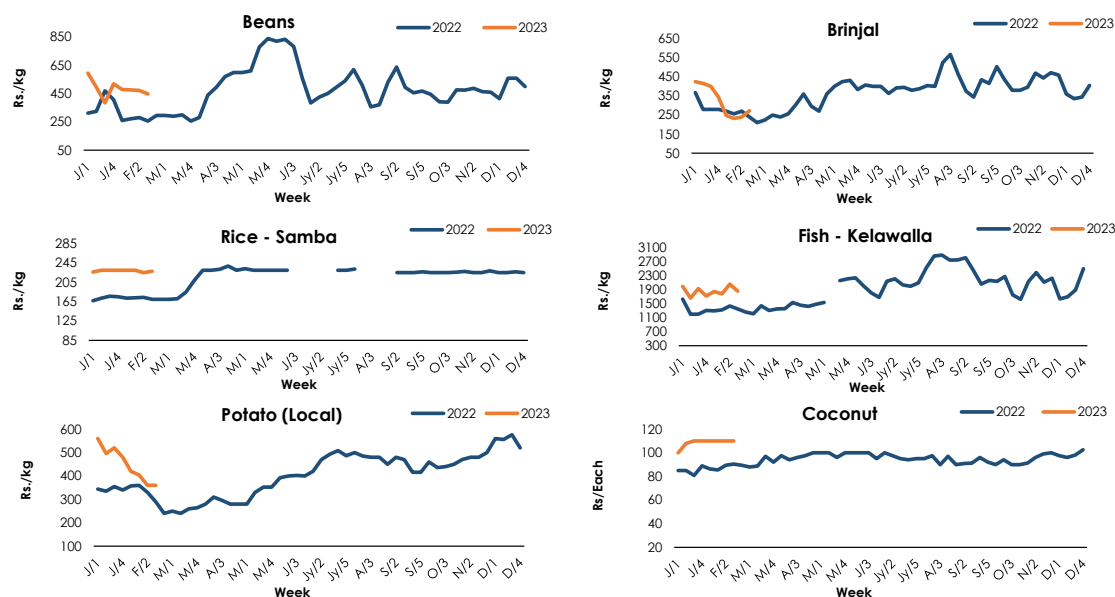 Beans
2022 2023
Rs./kg
850
650
450
250
50
J/1 J/4 F/2 M/1 M/4 A/3 M/1 M/4 J/3 Jy/2 Jy/5 A/3 S/2 S/5 O/3 N/2 D/1 D/4
Week
Brinjal
2022 2023
Rs./kg
650
550
450
350
250
150
50
J/1 J/4 F/2 M/1 M/4 A/3 M/1 M/4 J/3 Jy/2 Jy/5 A/3 S/2 S/5 O/3 N/2 D/1 D/4
Week
Rice - Samba
2022 2023
Rs./kg
285
245
205
165
125
85
J/1 J/4 F/2 M/1 M/4 A/3 M/1 M/4 J/3 Jy/2 Jy/5 A/3 S/2 S/5 O/3 N/2 D/1 D/4
Week
Fish - Kelawalla
2022 2023
Rs./kg
3100
2700
2300
1900
1500
1100
700
300
J/1 J/4 F/2 M/1 M/4 A/3 M/1 M/4 J/3 Jy/2 Jy/5 A/3 S/2 S/5 O/3 N/2 D/1 D/4
Week
Potato (Local)
2022 2023
Rs./kg
600
500
400
300
200
100
J/1 J/4 F/2 M/1 M/4 A/3 M/1 M/4 J/3 Jy/2 Jy/5 A/3 S/2 S/5 O/3 N/2 D/1 D/4
Week
Coconut
2022 2023
Rs/Each
120
100
80
60
40
20
J/1 J/4 F/2 M/1 M/4 A/3 M/1 M/4 J/3 Jy/2 Jy/5 A/3 S/2 S/5 O/3 N/2 D/1 D/4
Week